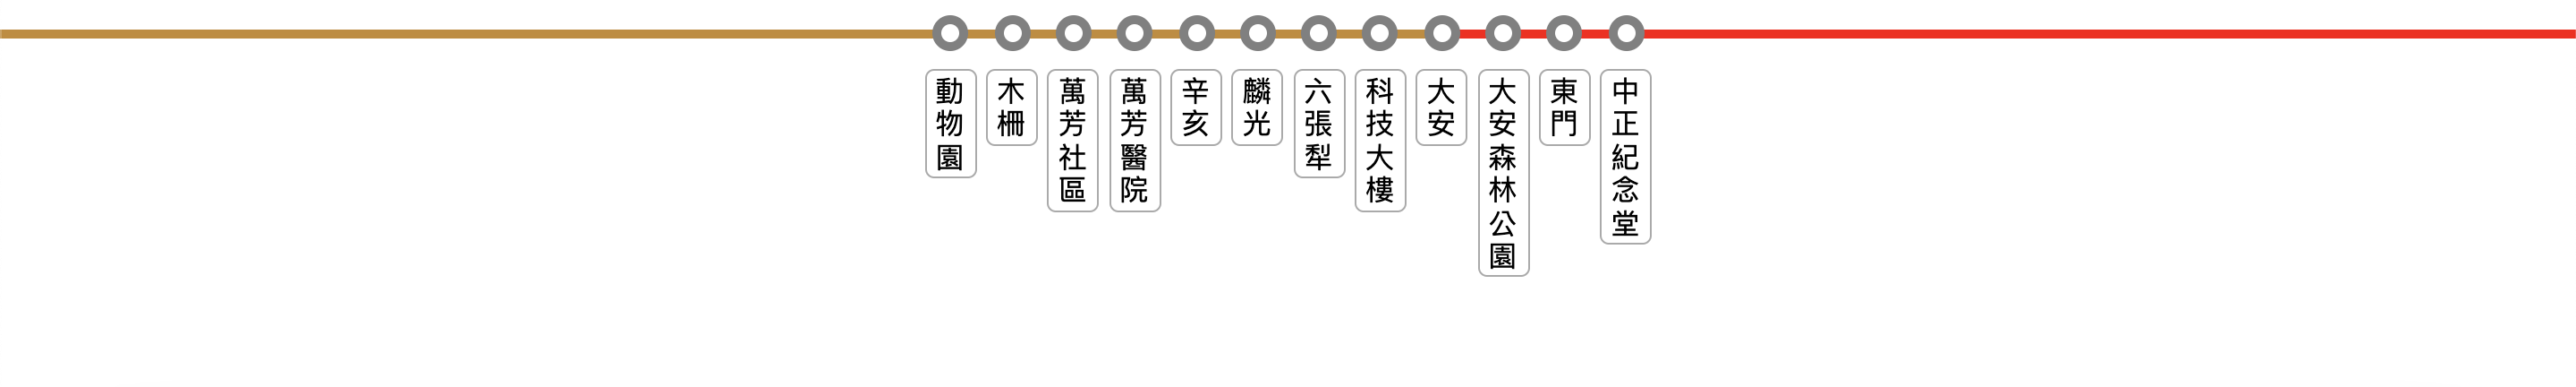 動物園
木柵
萬芳社區
萬芳醫院
辛亥
麟光
六張犁
科技大樓
大安
大安森林公園
東門
中正紀念堂